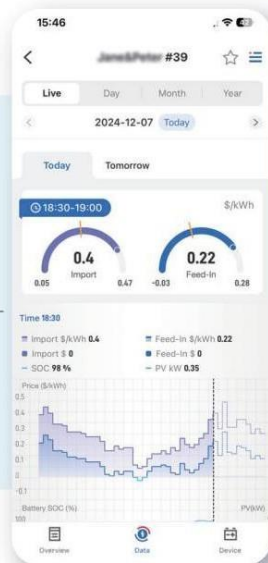 15:46
#39
Live Day Month Year
2024-12-07 Today
Today Tomorrow
18:30-19:00 $/kWh
0.4 0.22
Import Feed-In
0.05 0.47 -0.03 0.28
Time 18:30
Import $/kWh 0.4 Feed-In $/kWh 0.22
Import $ 0 Feed-In $ 0
SOC 98 % PV kW 0.35
Price ($/kWh)
0.5
0.4
0.3
0.2
0.1
0
-0.1
Battery SOC (%) PV(kW)
100
Overview Data Device